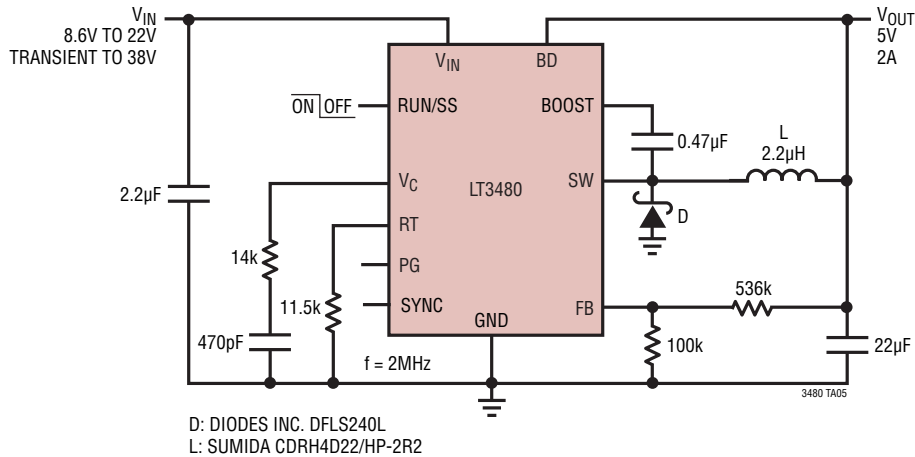 VIN
8.6V TO 22V
TRANSIENT TO 38V
VOUT
5V
2A
VIN
BD
ON OFF
RUN/SS
BOOST
0.47µF
L
2.2µH
2.2µF
VC
LT3480
SW
D
RT
14k
PG
11.5k
SYNC
FB
536k
GND
470pF
f = 2MHz
100k
22µF
3480 TA05
D: DIODES INC. DFLS240L
L: SUMIDA CDRH4D22/HP-2R2